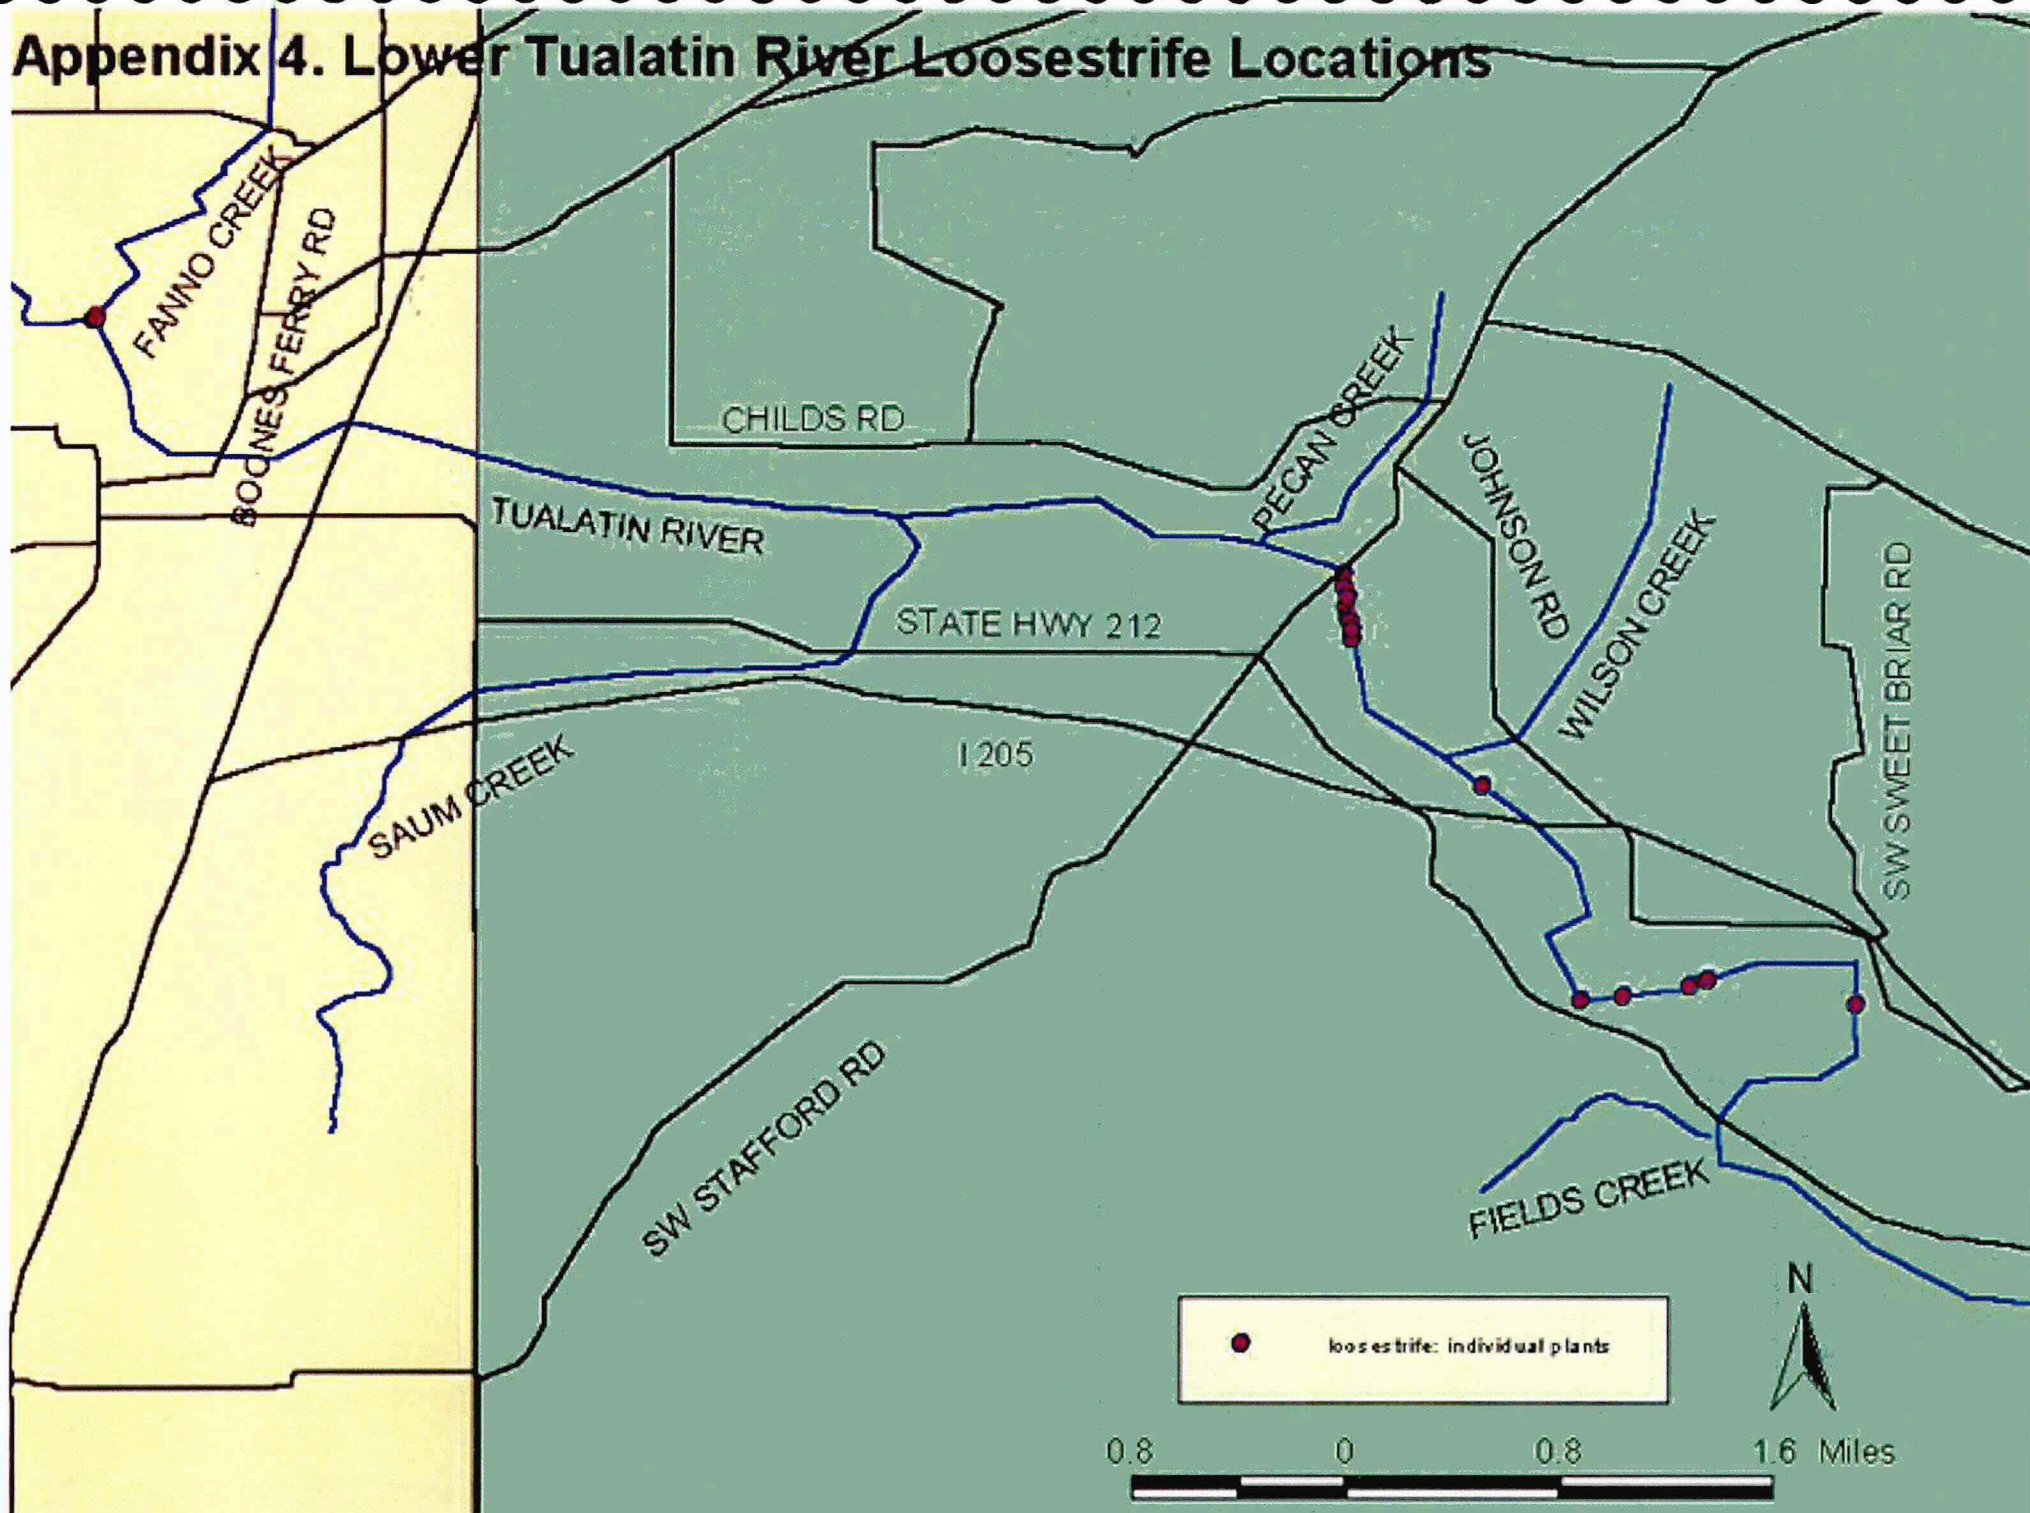 Appendix 4. Lower Tualatin River Loosestrife Locations
FANNO CREEK
BOONES FERRY RD
CHILDS RD
PECAN CREEK
JOHNSON RD
TUALATIN RIVER
WILSON CREEK
STATE HWY 212
SW SWEET BRIAR RD
I 205
SAUM CREEK
SW STAFFORD RD
FIELDS CREEK
N
loosestrife: individual plants
0.8 0 0.8 1.6 Miles